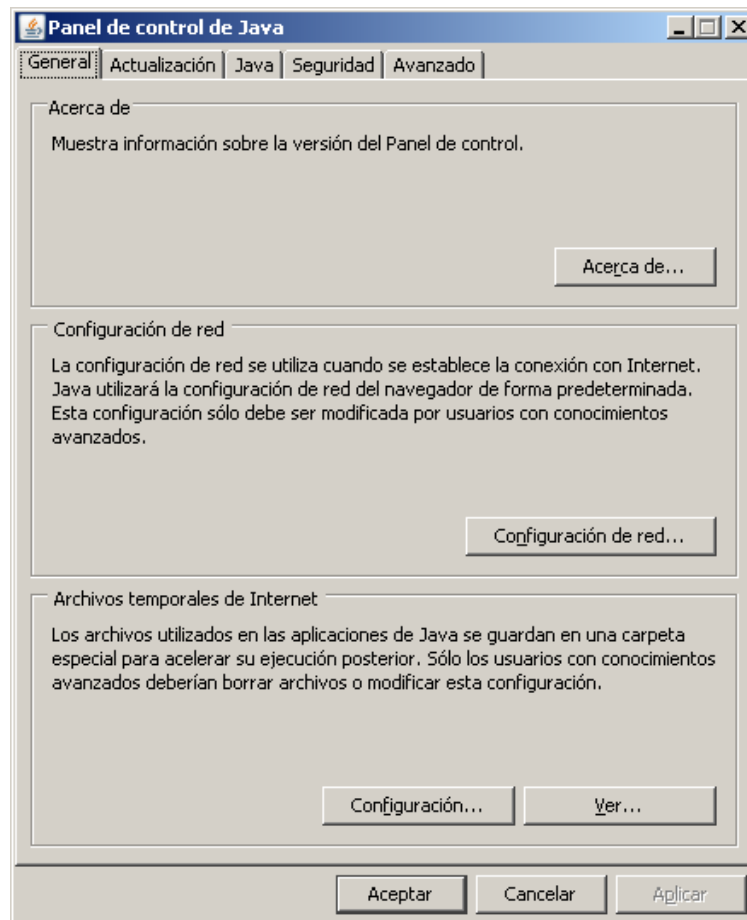 Panel de control de Java
General Actualización Java Seguridad Avanzado
Acerca de
Muestra información sobre la versión del Panel de control.
Acerca de...
Configuración de red
La configuración de red se utiliza cuando se establece la conexión con Internet.
Java utilizará la configuración de red del navegador de forma predeterminada.
Esta configuración sólo debe ser modificada por usuarios con conocimientos
avanzados.
Configuración de red...
Archivos temporales de Internet
Los archivos utilizados en las aplicaciones de Java se guardan en una carpeta
especial para acelerar su ejecución posterior. Sólo los usuarios con conocimientos
avanzados deberían borrar archivos o modificar esta configuración.
Configuración... Ver...
Aceptar Cancelar Aplicar